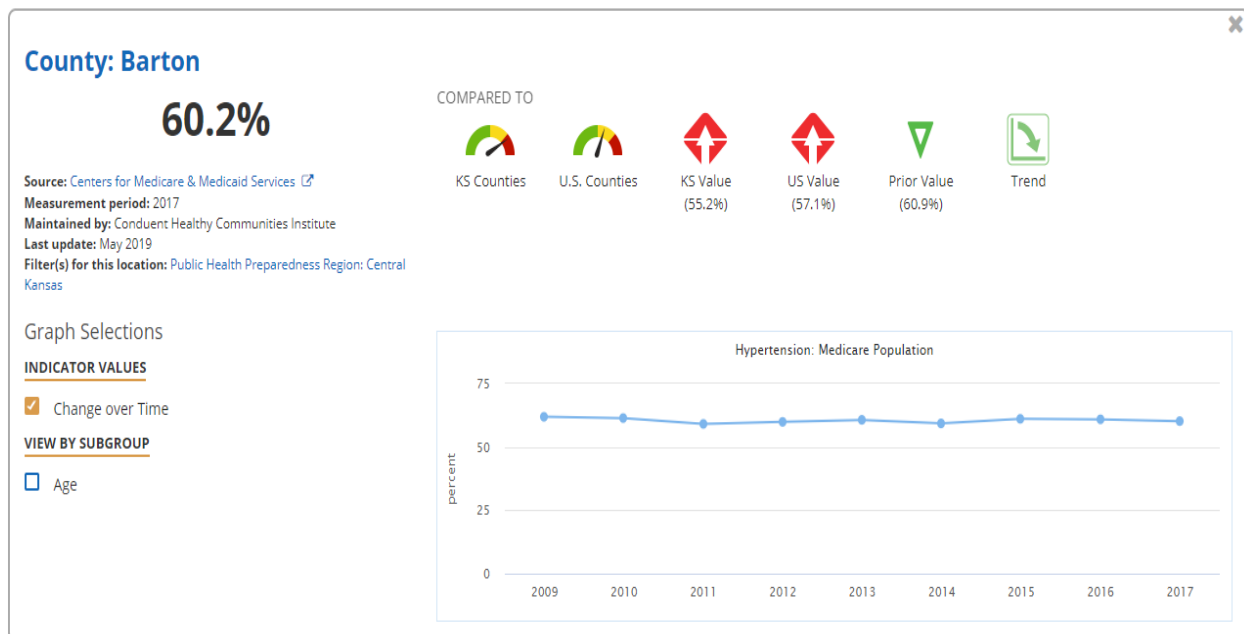 County: Barton
60.2%
Source: Centers for Medicare & Medicaid Services
Measurement period: 2017
Maintained by: Conduent Healthy Communities Institute
Last update: May 2019
Filter(s) for this location: Public Health Preparedness Region: Central
Kansas
COMPARED TO
KS Counties
U.S. Counties
KS Value
(55.2%)
US Value
(57.1%)
Prior Value
(60.9%)
Trend
Graph Selections
INDICATOR VALUES
Change over Time
VIEW BY SUBGROUP
Age
Hypertension: Medicare Population
percent
75
50
25
0
2009 2010 2011 2012 2013 2014 2015 2016 2017